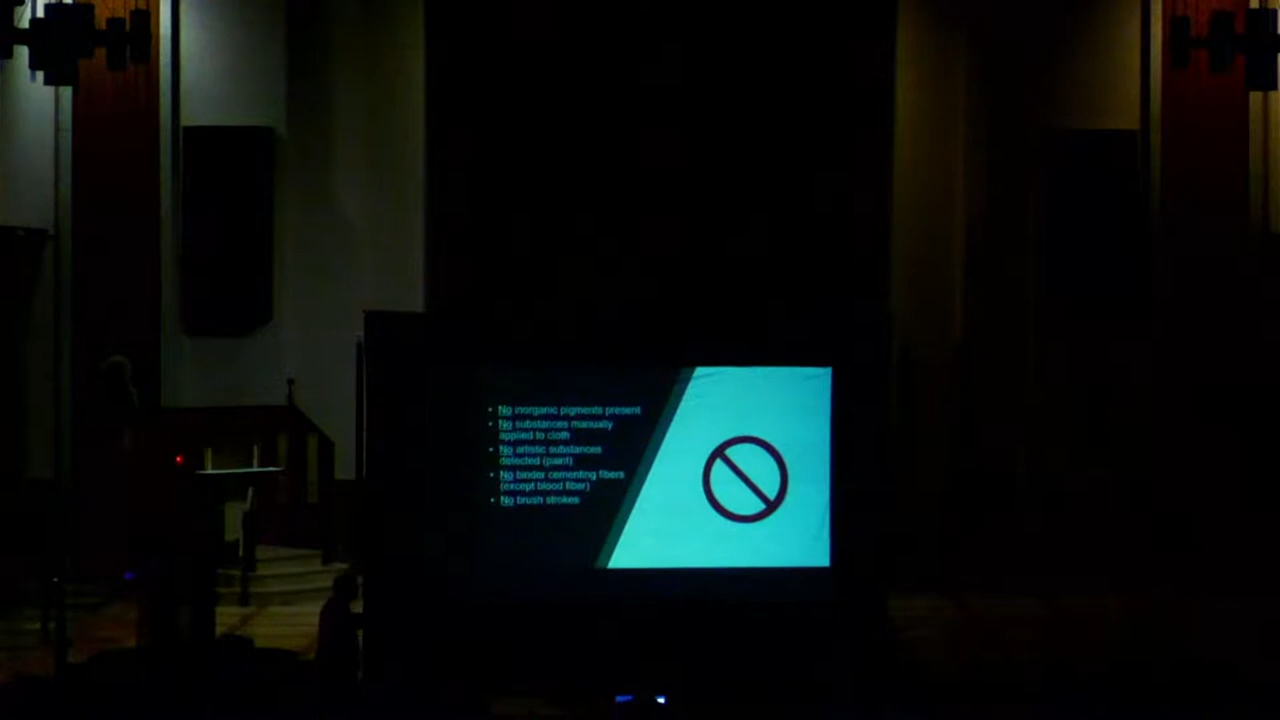 • No inorganic pigments present
• No substances manually
applied to cloth
• No artistic substances
detected (paint)
• No binder cementing fibers
(except blood fiber)
• No brush strokes